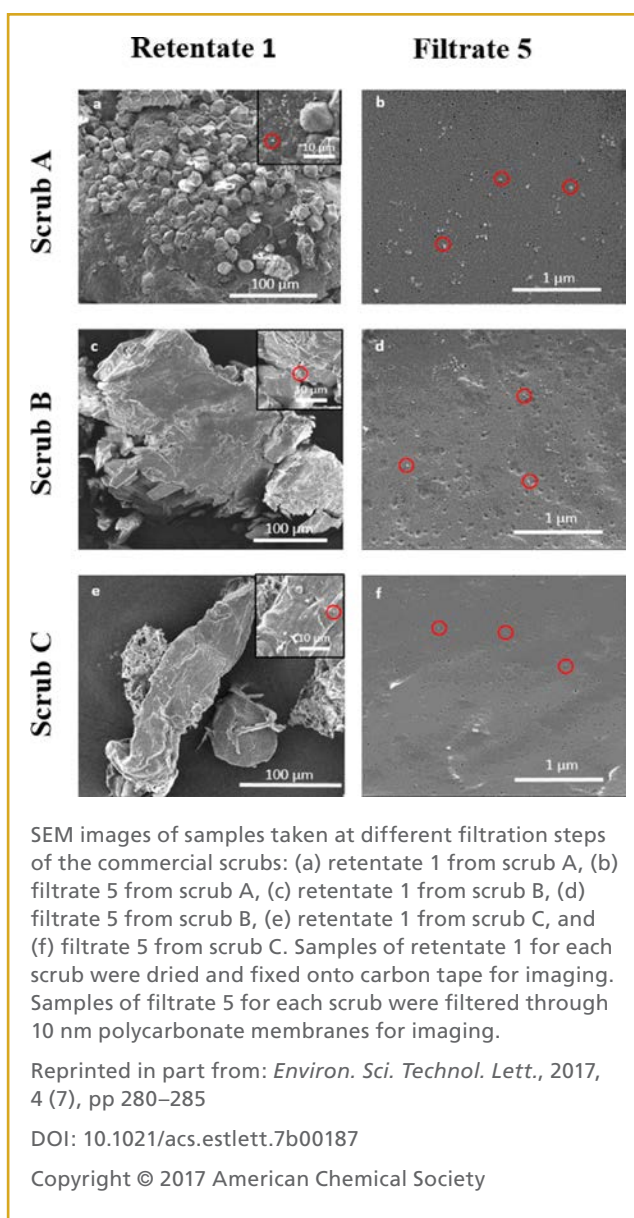 Retentate 1
Filtrate 5
Scrub A
a
10 µm
100 µm
b
1 µm
Scrub B
c
10 µm
100 µm
d
1 µm
Scrub C
e
10 µm
100 µm
f
1 µm
SEM images of samples taken at different filtration steps
of the commercial scrubs: (a) retentate 1 from scrub A, (b)
filtrate 5 from scrub A, (c) retentate 1 from scrub B, (d)
filtrate 5 from scrub B, (e) retentate 1 from scrub C, and
(f) filtrate 5 from scrub C. Samples of retentate 1 for each
scrub were dried and fixed onto carbon tape for imaging.
Samples of filtrate 5 for each scrub were filtered through
10 nm polycarbonate membranes for imaging.
Reprinted in part from: Environ. Sci. Technol. Lett., 2017,
4 (7), pp 280–285
DOI: 10.1021/acs.estlett.7b00187
Copyright © 2017 American Chemical Society